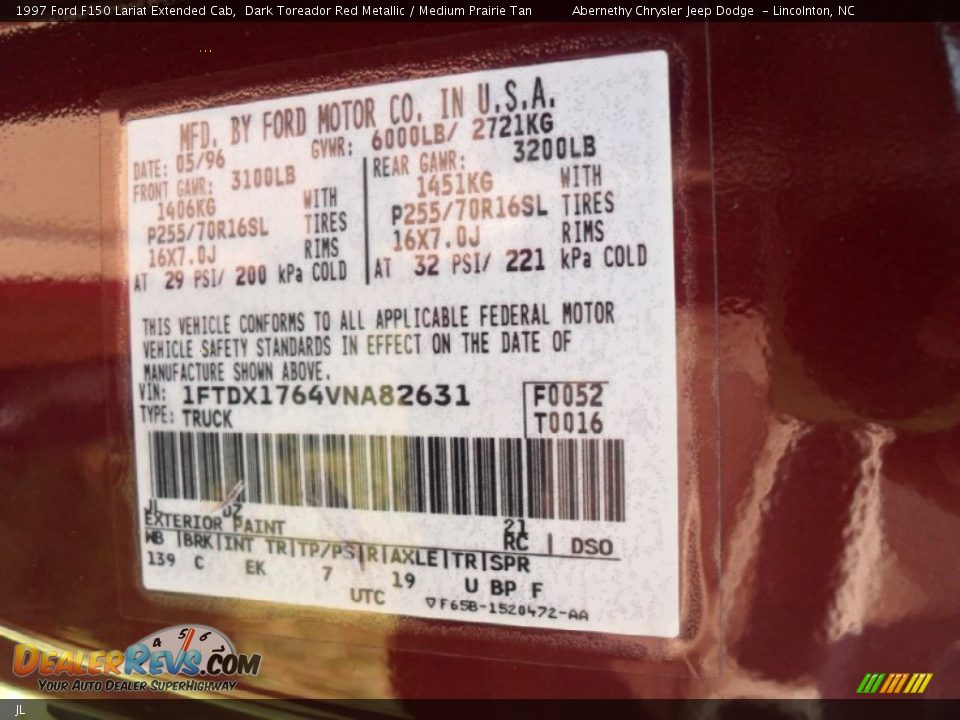 1997 Ford F150 Lariat Extended Cab, Dark Toreador Red Metallic / Medium Prairie Tan Abernethy Chrysler Jeep Dodge - Lincolnton, NC
MFD. BY FORD MOTOR CO. IN U.S.A.
DATE: 05/96 GVWR: 6000LB/ 2721KG
FRONT GAWR: 3100LB REAR GAWR: 3200LB
1406KG WITH 1451KG WITH
P255/70R16SL TIRES P255/70R16SL TIRES
16X7.0J RIMS 16X7.0J RIMS
AT 29 PSI/ 200 kPa COLD AT 32 PSI/ 221 kPa COLD
THIS VEHICLE CONFORMS TO ALL APPLICABLE FEDERAL MOTOR
VEHICLE SAFETY STANDARDS IN EFFECT ON THE DATE OF
MANUFACTURE SHOWN ABOVE.
VIN: 1FTDX1764VNA82631 F0052
TYPE: TRUCK T0016
JL DZ 21
EXTERIOR PAINT RC DSO
WB |BRK|INT TR|TP/PS|R|AXLE|TR|SPR
139 C EK 7 19 U BP F
UTC ▽F65B-1520472-AA
4 5 6
DEALERREVS.COM
Your Auto Dealer SuperHighway
JL